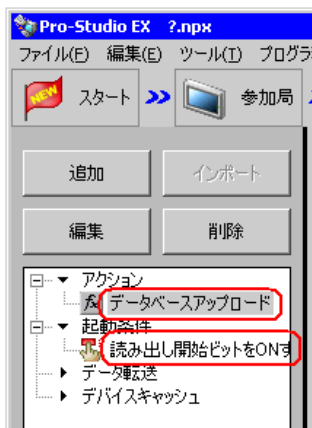 Pro-Studio EX ?.npx
ファイル(F) 編集(E) ツール(T) プログラ
NEW スタート 参加局
追加 インポート
編集 削除
アクション
fx データベースアップロード
起動条件
読み出し開始ビットをONす
データ転送
デバイスキャッシュ